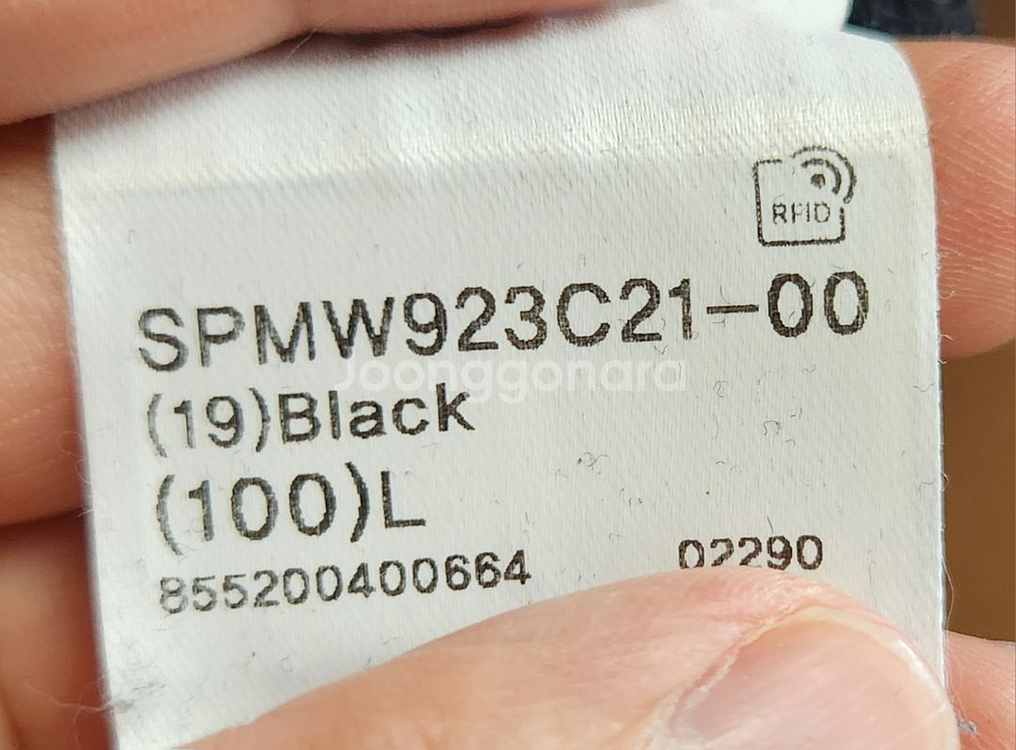 RFID
SPMW923C21-00
Joonggonara
(19)Black
(100)L
855200400664 02290